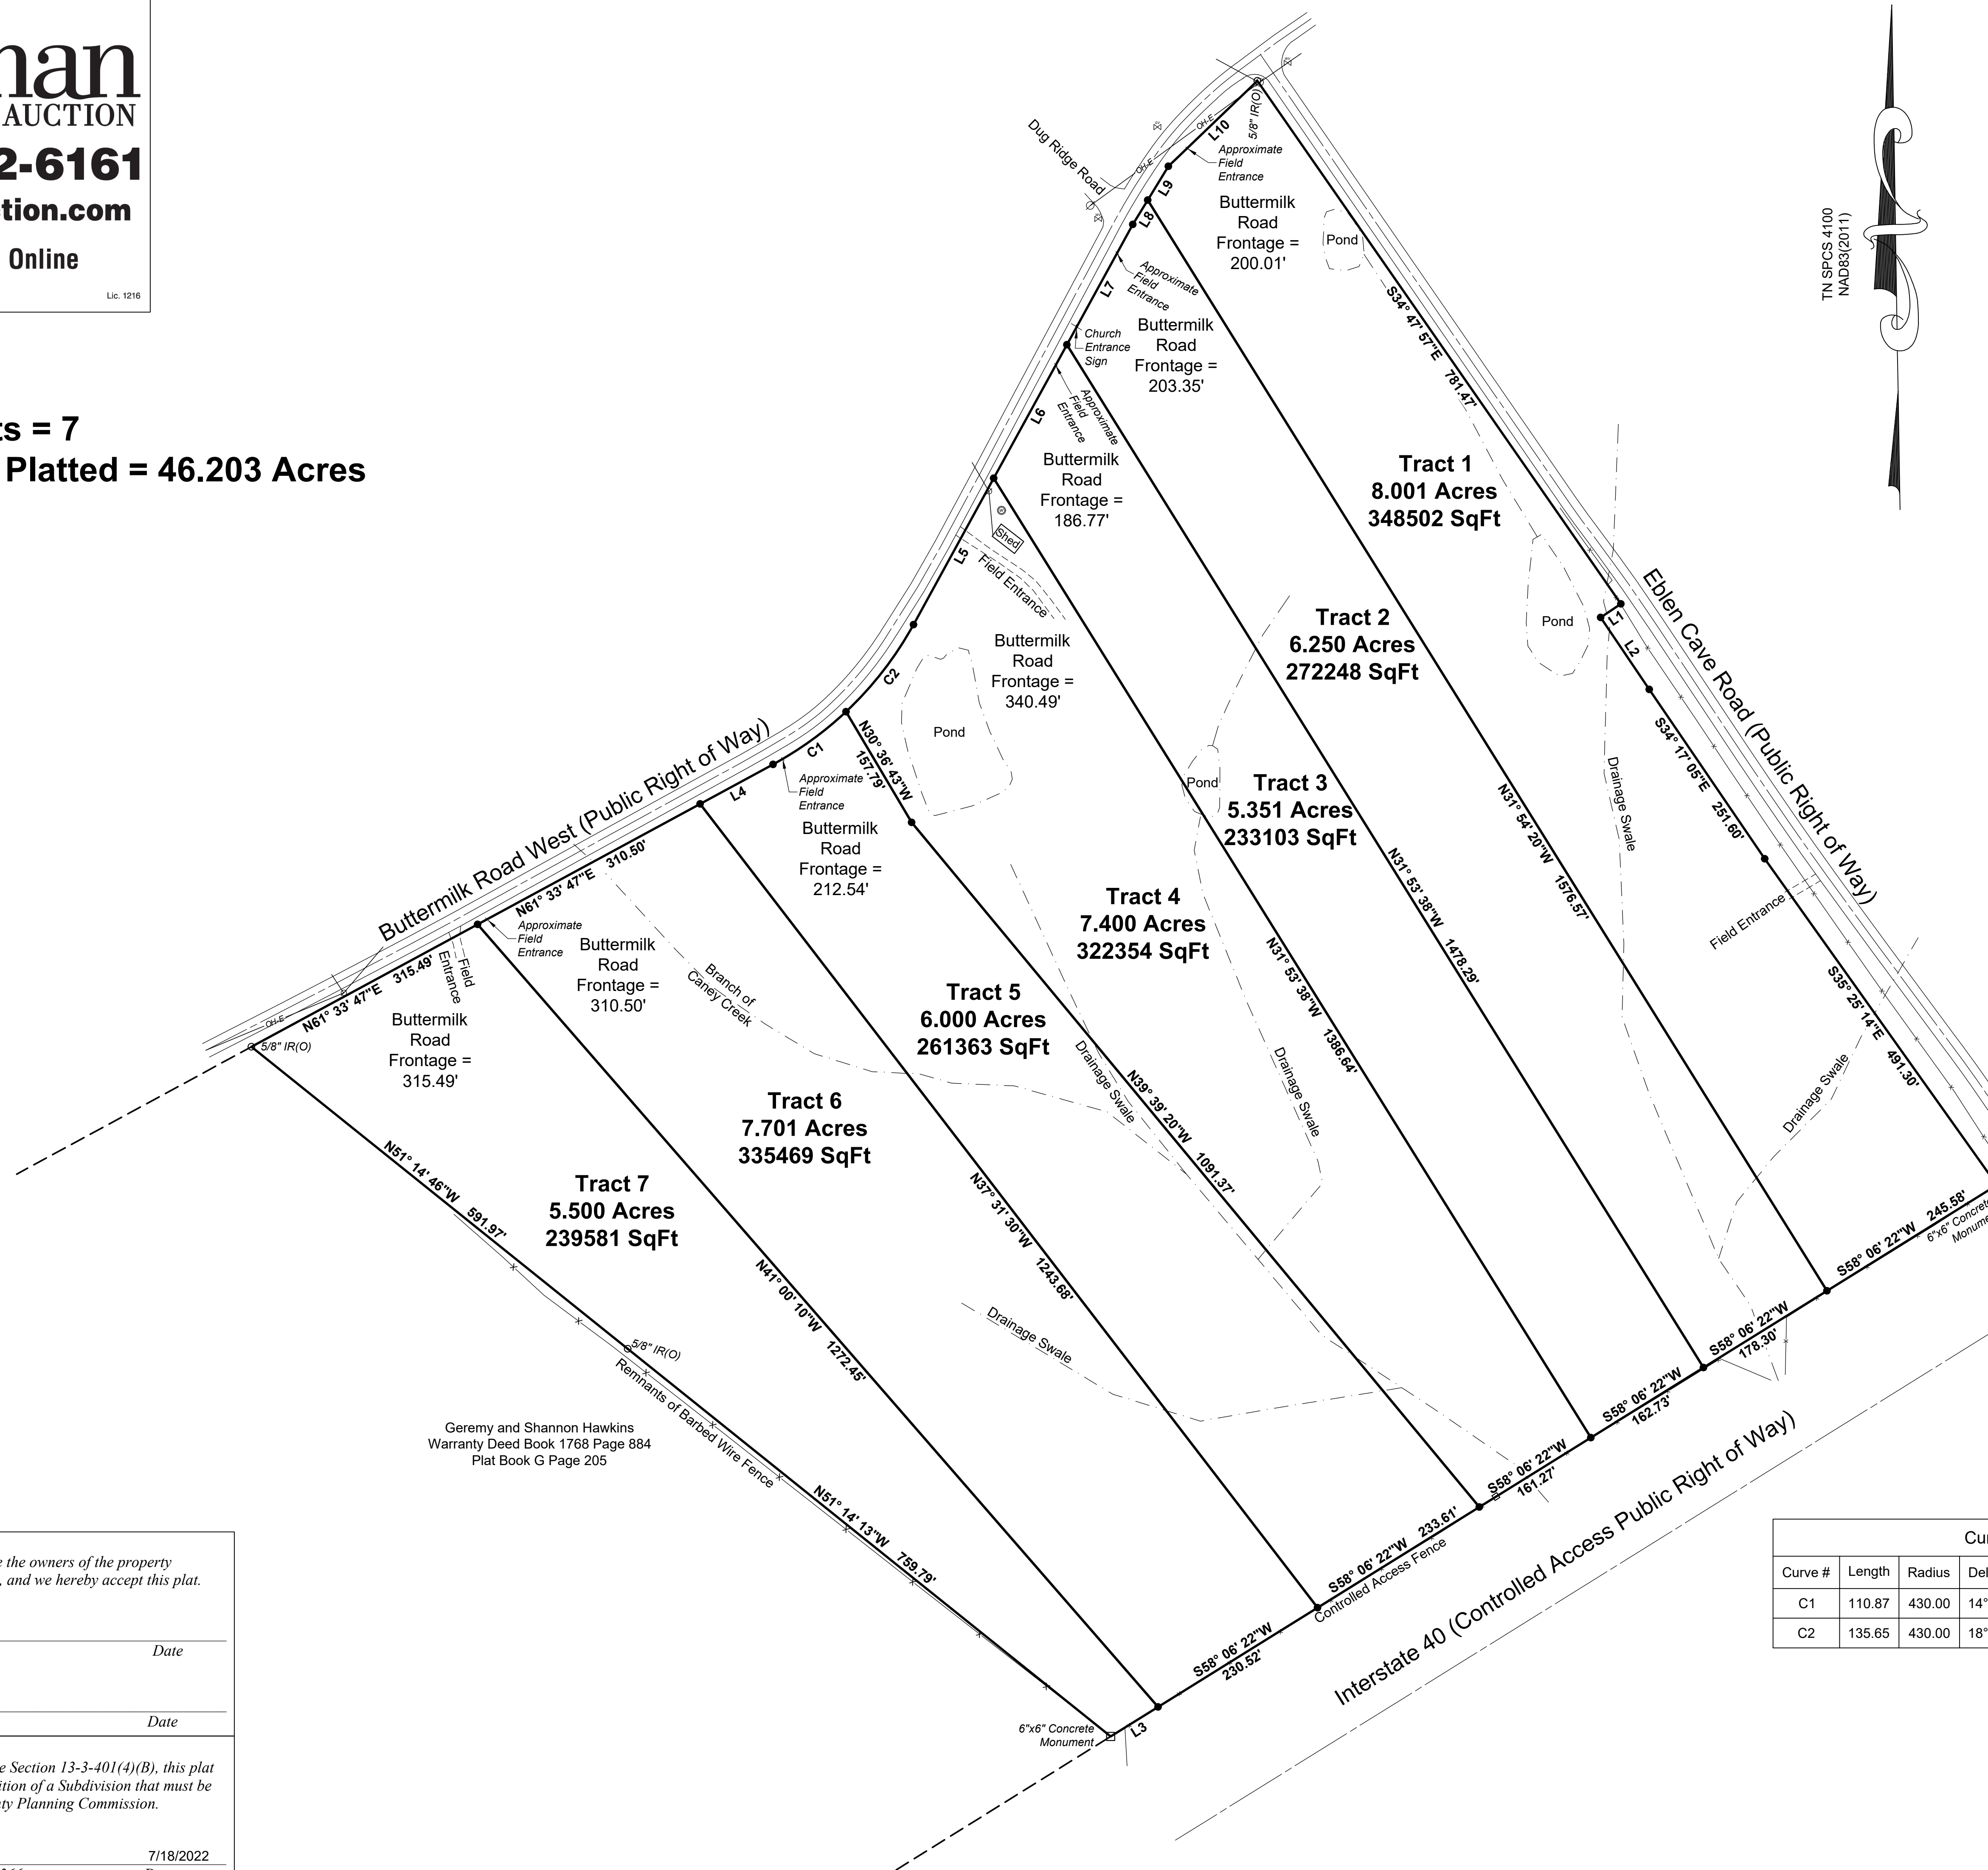 nan
AUCTION
2-6161
tion.com
Online
Lic. 1216
ts = 7
Platted = 46.203 Acres
TN SPCS 4100
NAD83(2011)
Dug Ridge Road
OH-E
OH-E
L10
5/8" IR(O)
Approximate
Field
Entrance
L9
L8
Buttermilk
Road
Frontage =
200.01'
Pond
S34° 47' 57"E 781.47'
L7
Approximate
Field
Entrance
Church
Entrance
Sign
Buttermilk
Road
Frontage =
203.35'
L6
Approximate
Field
Entrance
Buttermilk
Road
Frontage =
186.77'
Tract 1
8.001 Acres
348502 SqFt
Shed
L5
Field Entrance
Pond
L1
L2
Eblen Cave Road (Public Right of Way)
Tract 2
6.250 Acres
272248 SqFt
Buttermilk
Road
Frontage =
340.49'
C2
Pond
N30° 36' 43"W
157.79'
C1
L4
Approximate
Field
Entrance
Buttermilk
Road
Frontage =
212.54'
Buttermilk Road West (Public Right of Way)
Pond
Tract 3
5.351 Acres
233103 SqFt
S34° 17' 05"E 251.60'
Drainage Swale
N31° 54' 20"W 1576.57'
N31° 53' 38"W 1478.29'
Field Entrance
N61° 33' 47"E 310.50'
Approximate
Field
Entrance
Buttermilk
Road
Frontage =
310.50'
Tract 4
7.400 Acres
322354 SqFt
N31° 53' 38"W 1386.64'
S35° 25' 14"E 491.30'
N61° 33' 47"E 315.49'
Field
Entrance
OH-E
5/8" IR(O)
Buttermilk
Road
Frontage =
315.49'
Branch of
Caney Creek
Tract 5
6.000 Acres
261363 SqFt
Drainage Swale
Drainage Swale
Drainage Swale
N39° 39' 20"W 1091.37'
Tract 6
7.701 Acres
335469 SqFt
N51° 14' 46"W 591.97'
Tract 7
5.500 Acres
239581 SqFt
N37° 31' 30"W 1243.68'
N41° 00' 10"W 1272.45'
S58° 06' 22"W 245.58'
6"x6" Concrete
Drainage Swale
S58° 06' 22"W
178.30'
5/8" IR(O)
Remnants of Barbed Wire Fence
S58° 06' 22"W
162.73'
Geremy and Shannon Hawkins
Warranty Deed Book 1768 Page 884
Plat Book G Page 205
N51° 14' 13"W 759.79'
S58° 06' 22"W
161.27'
S58° 06' 22"W 233.61'
Controlled Access Fence
Interstate 40 (Controlled Access Public Right of Way)
S58° 06' 22"W
230.52'
L3
6"x6" Concrete
Monument
Cur
Curve # Length Radius Del
C1 110.87 430.00 14°
C2 135.65 430.00 18°
e the owners of the property
, and we hereby accept this plat.
Date
Date
e Section 13-3-401(4)(B), this plat
ition of a Subdivision that must be
nty Planning Commission.
7/18/2022